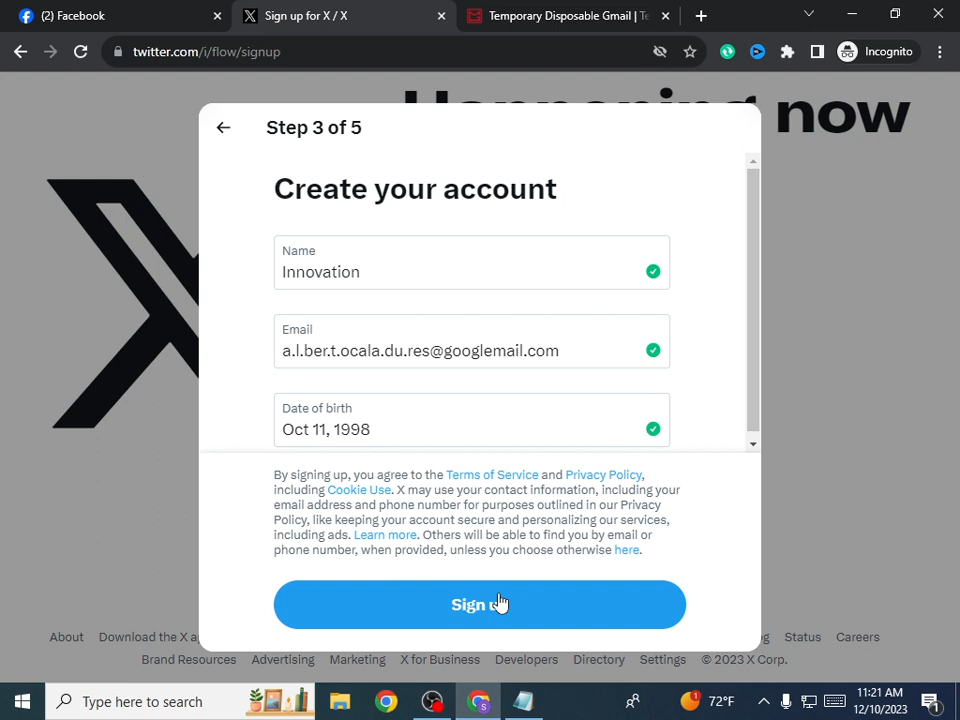 (2) Facebook
Sign up for X / X
Temporary Disposable Gmail | Te
twitter.com/i/flow/signup
Incognito
Happening now
Step 3 of 5
Create your account
Name
Innovation
Email
a.l.ber.t.ocala.du.res@googlemail.com
Date of birth
Oct 11, 1998
By signing up, you agree to the Terms of Service and Privacy Policy,
including Cookie Use. X may use your contact information, including your
email address and phone number for purposes outlined in our Privacy
Policy, like keeping your account secure and personalizing our services,
including ads. Learn more. Others will be able to find you by email or
phone number, when provided, unless you choose otherwise here.
Sign
About
Download the X a
Status
Careers
Brand Resources
Advertising
Marketing
X for Business
Developers
Directory
Settings
© 2023 X Corp.
Type here to search
1
72°F
11:21 AM
12/10/2023
1